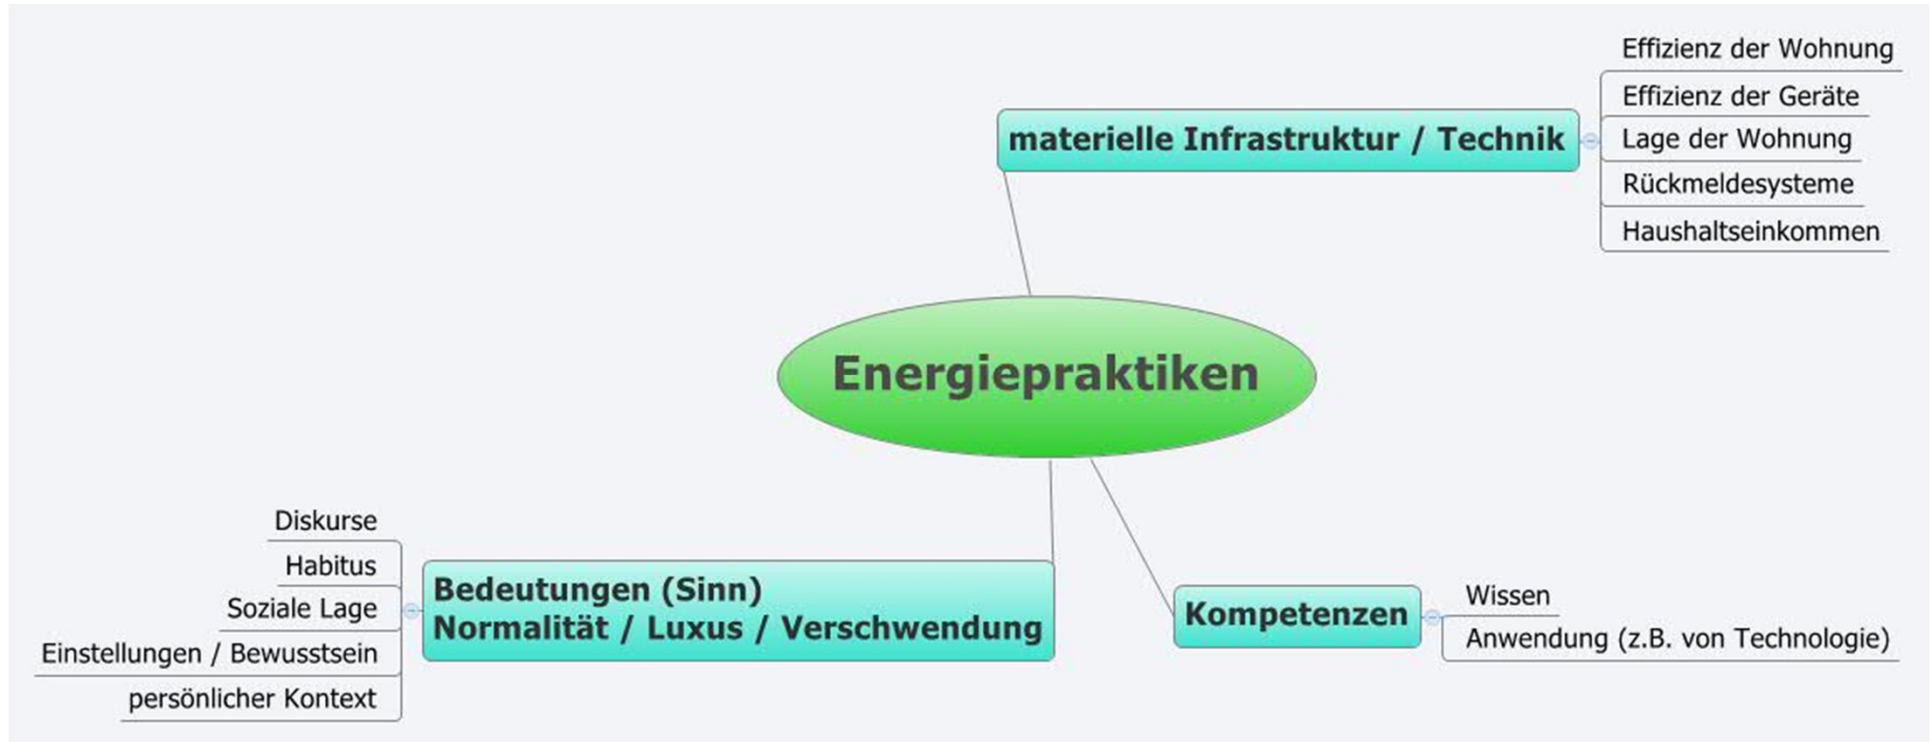 Effizienz der Wohnung
Effizienz der Geräte
materielle Infrastruktur / Technik
Lage der Wohnung
Rückmeldesysteme
Haushaltseinkommen
Energiepraktiken
Diskurse
Habitus
Soziale Lage
Einstellungen / Bewusstsein
persönlicher Kontext
Bedeutungen (Sinn)
Normalität / Luxus / Verschwendung
Kompetenzen
Wissen
Anwendung (z.B. von Technologie)